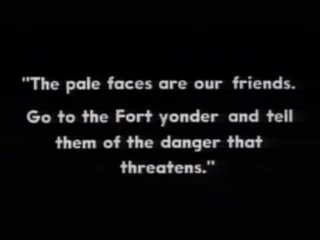 "The pale faces are our friends.
Go to the Fort yonder and tell
them of the danger that
threatens."